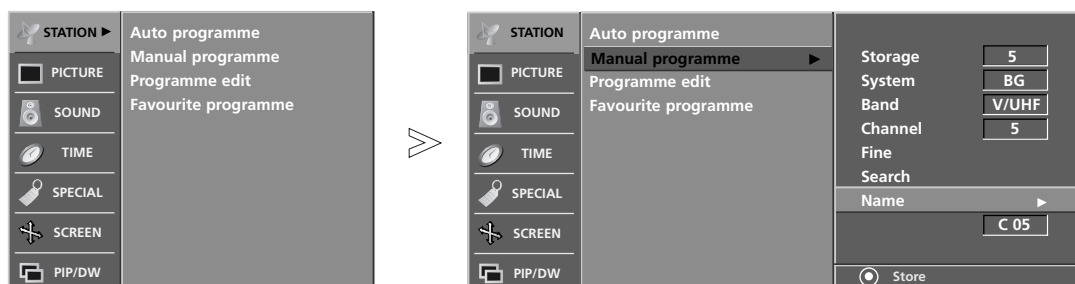 STATION ►
PICTURE
SOUND
TIME
SPECIAL
SCREEN
PIP/DW
Auto programme
Manual programme
Programme edit
Favourite programme
STATION
PICTURE
SOUND
TIME
SPECIAL
SCREEN
PIP/DW
Auto programme
Manual programme ►
Programme edit
Favourite programme
Storage 5
System BG
Band V/UHF
Channel 5
Fine
Search
Name ►
C 05
Store